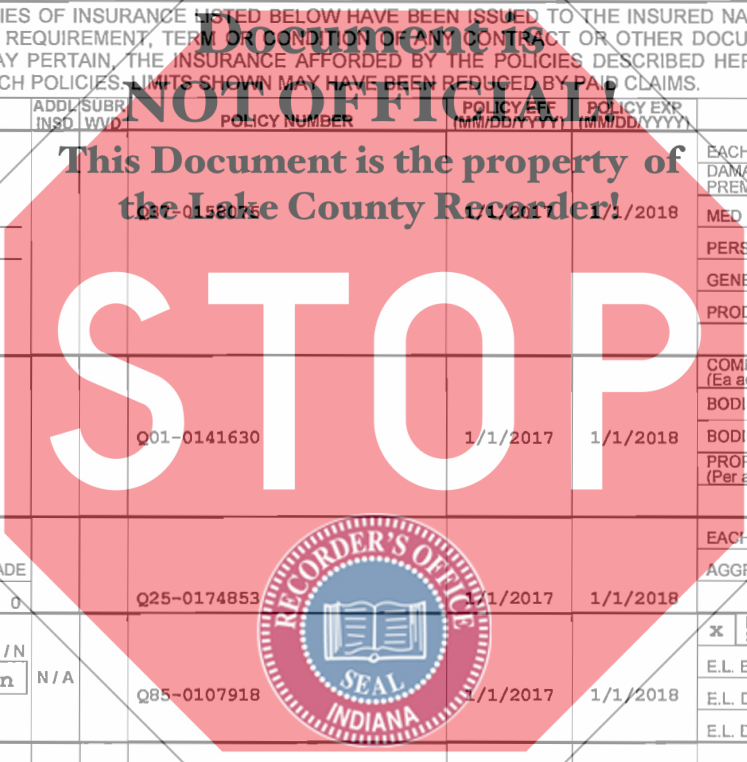 IES OF INSURANCE LISTED BELOW HAVE BEEN ISSUED TO THE INSURED NA
REQUIREMENT, TERM OR CONDITION OF ANY CONTRACT OR OTHER DOCU
AY PERTAIN, THE INSURANCE AFFORDED BY THE POLICIES DESCRIBED HER
CH POLICIES. LIMITS SHOWN MAY HAVE BEEN REDUCED BY PAID CLAIMS.
Document is
NOT OFFICIAL!
This Document is the property of
the Lake County Recorder!
ADDL SUBR
INSD WVD POLICY NUMBER POLICY EFF (MM/DD/YYYY) POLICY EXP (MM/DD/YYYY)
EACH
DAMA
PREM
1/1/2017 1/1/2018 MED
PERS
GENE
PROD
STOP
COM
(Ea a
BODI
Q01-0141630 1/1/2017 1/1/2018 BODI
PROP
(Per a
EACH
ADE AGGR
0 Q25-0174853 1/1/2017 1/1/2018
X
/N
n N/A Q85-0107918 1/1/2017 1/1/2018
E.L. E
E.L. D
E.L. D
RECORDER'S OFFICE
SEAL
INDIANA